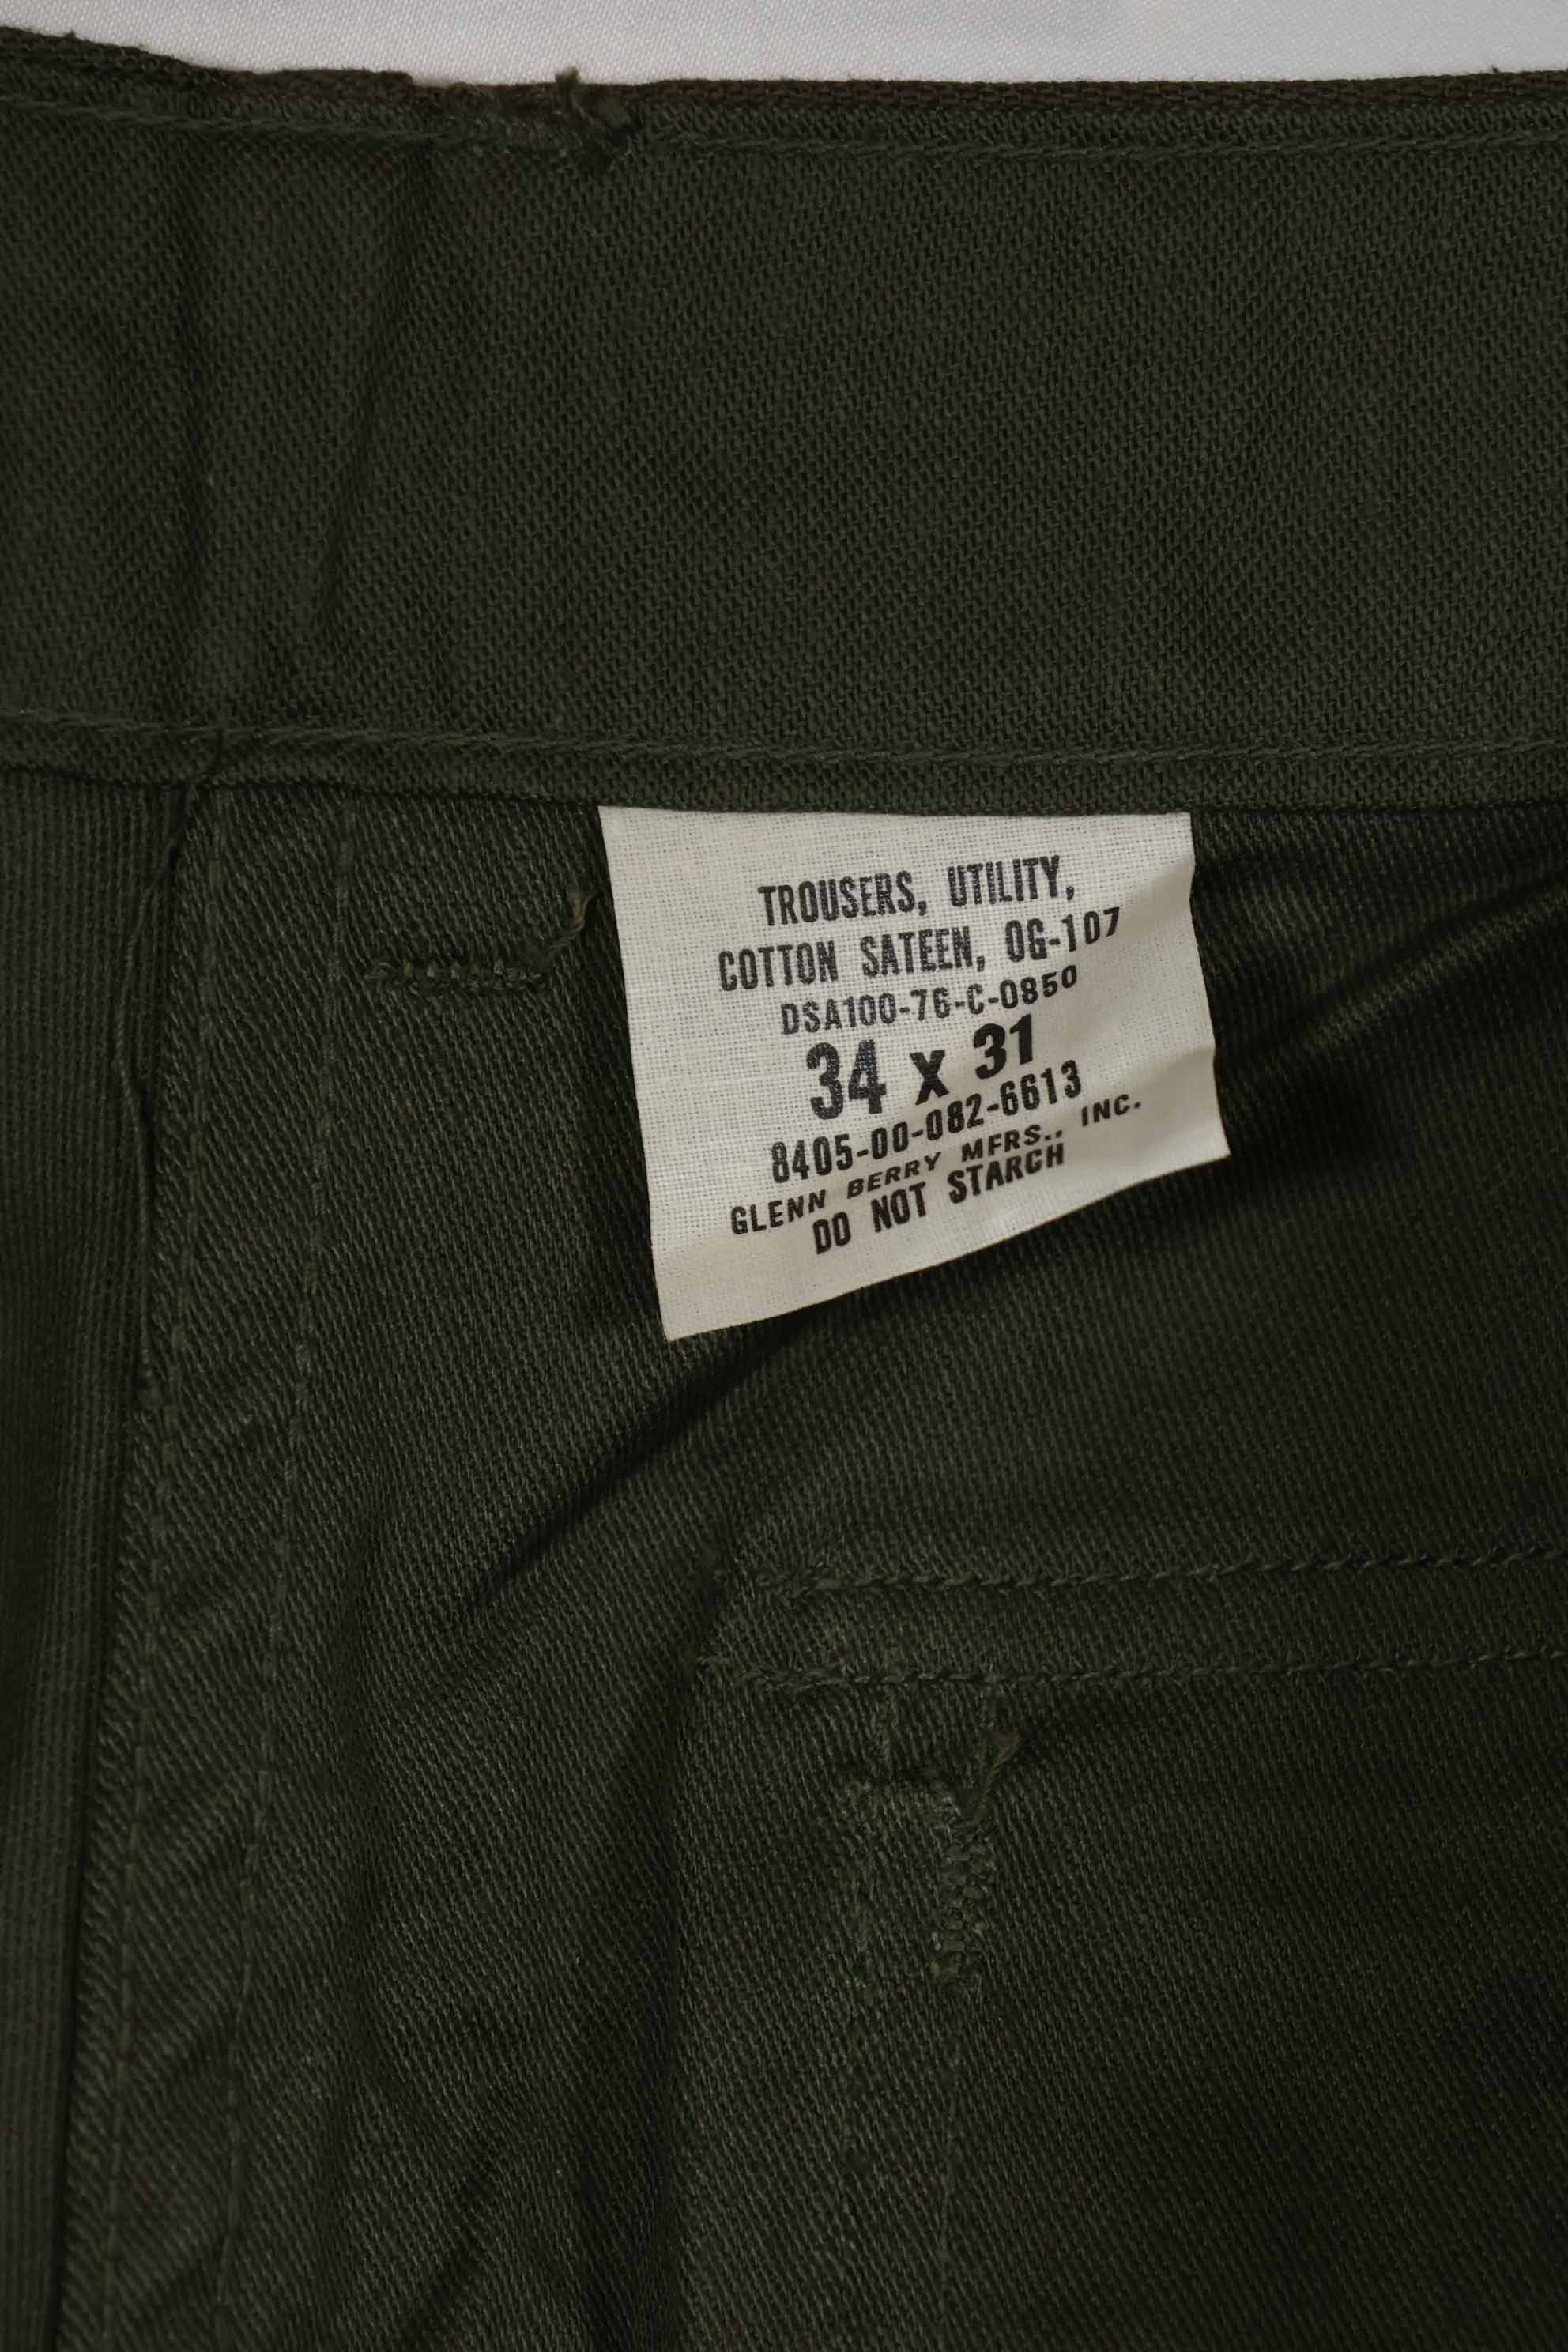 TROUSERS, UTILITY,
COTTON SATEEN, OG-107
DSA100-76-C-0850
34 x 31
8405-00-082-6613
GLENN BERRY MFRS., INC.
DO NOT STARCH